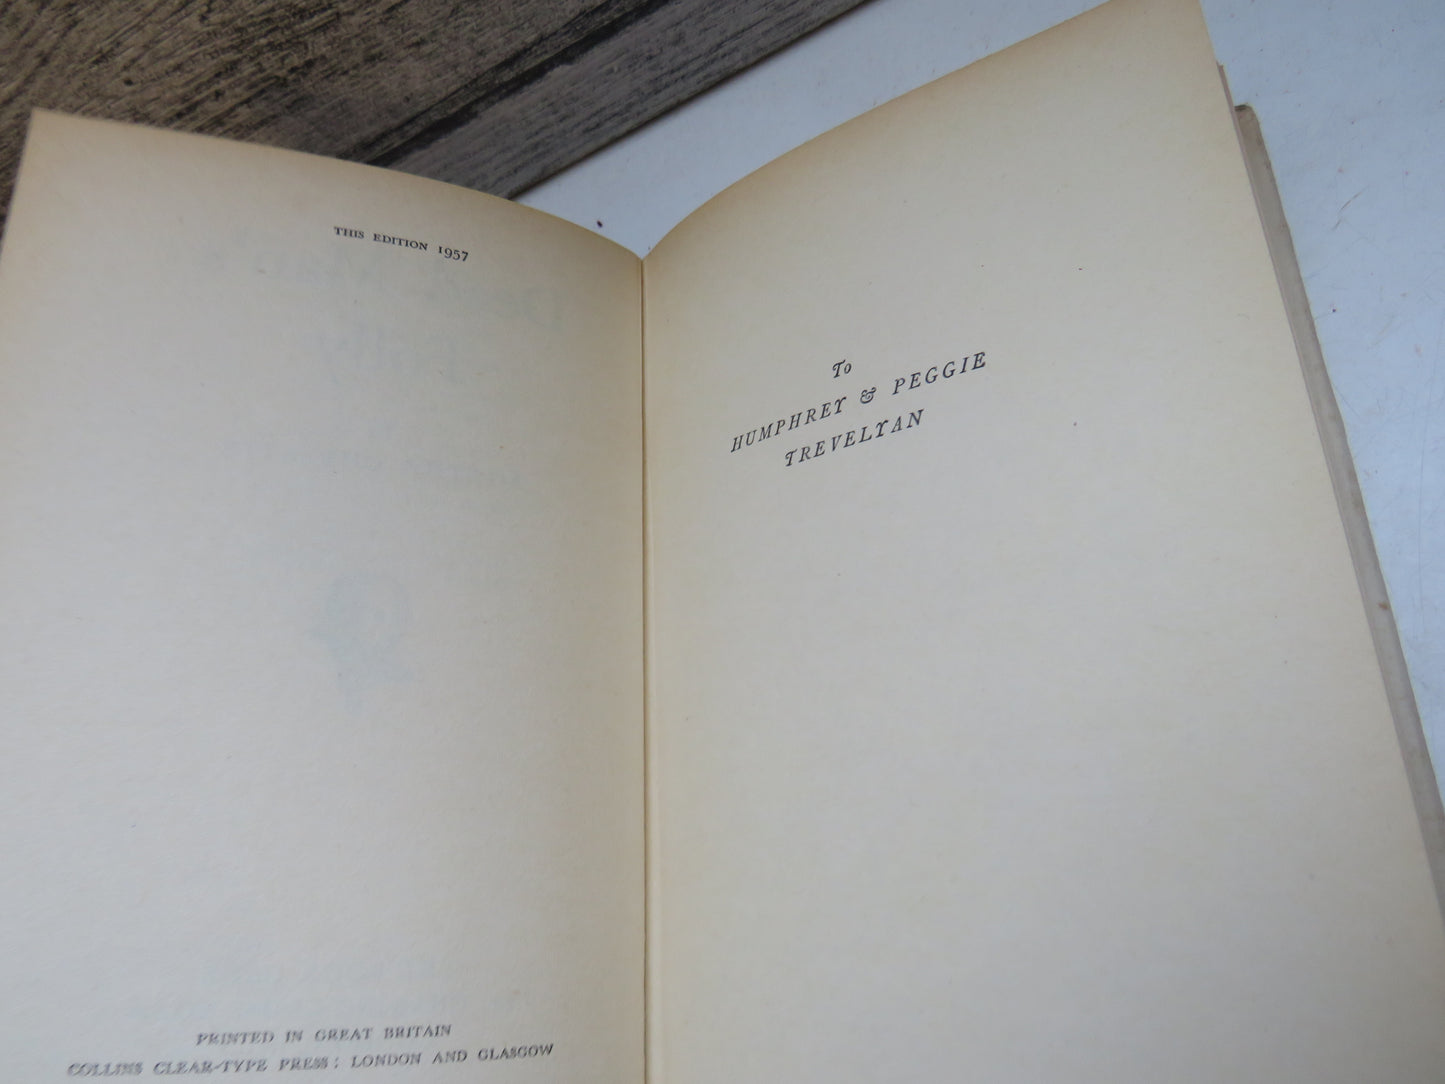 THIS EDITION 1957
PRINTED IN GREAT BRITAIN
COLLINS CLEAR-TYPE PRESS : LONDON AND GLASGOW
To
HUMPHREY & PEGGIE
TREVELYAN